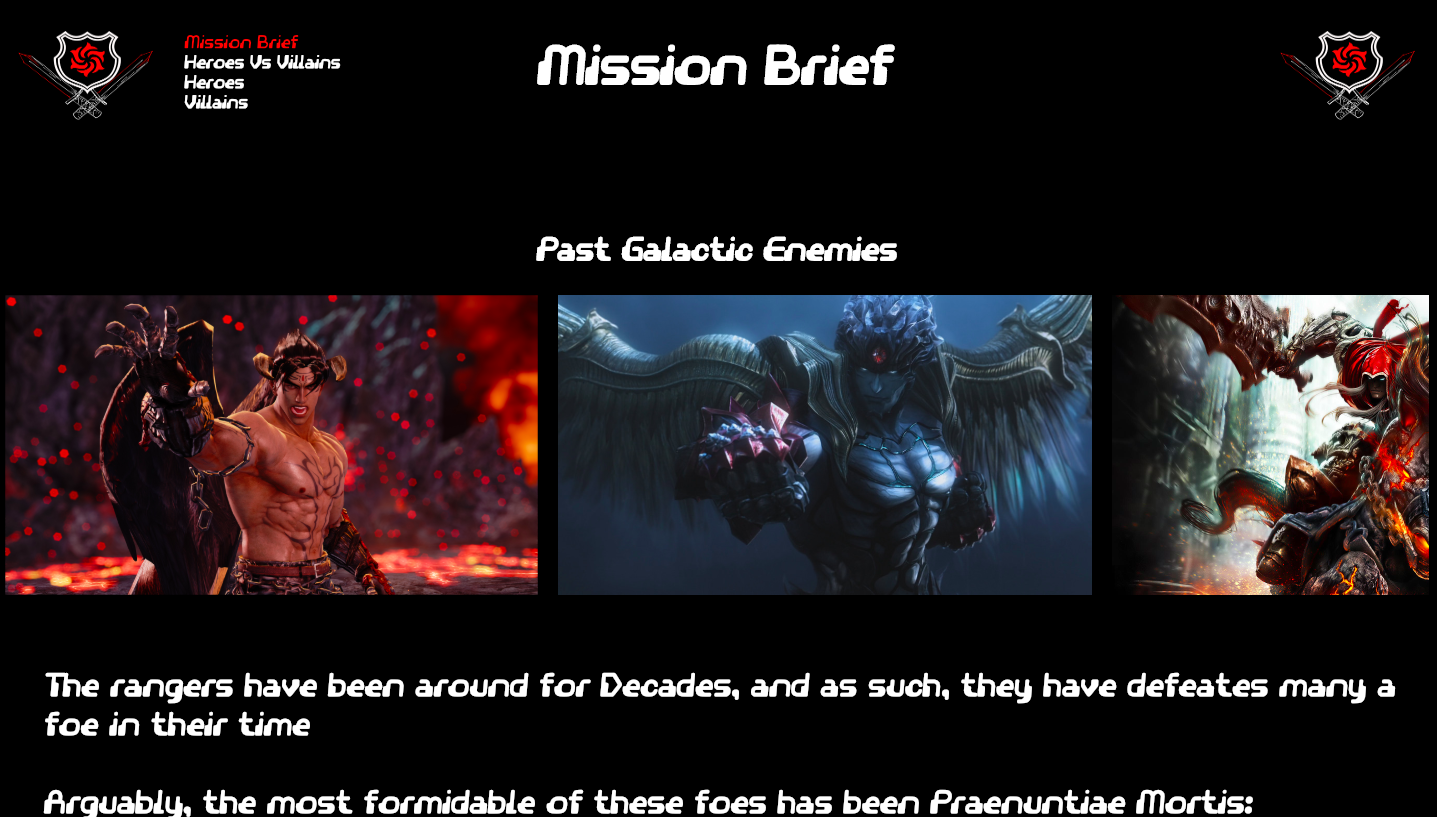 Mission Brief
Heroes Vs Villains
Heroes
Villains
Mission Brief
Past Galactic Enemies
The rangers have been around for Decades, and as such, they have defeates many a
foe in their time
Arguably, the most formidable of these foes has been Praenuntiae Mortis: